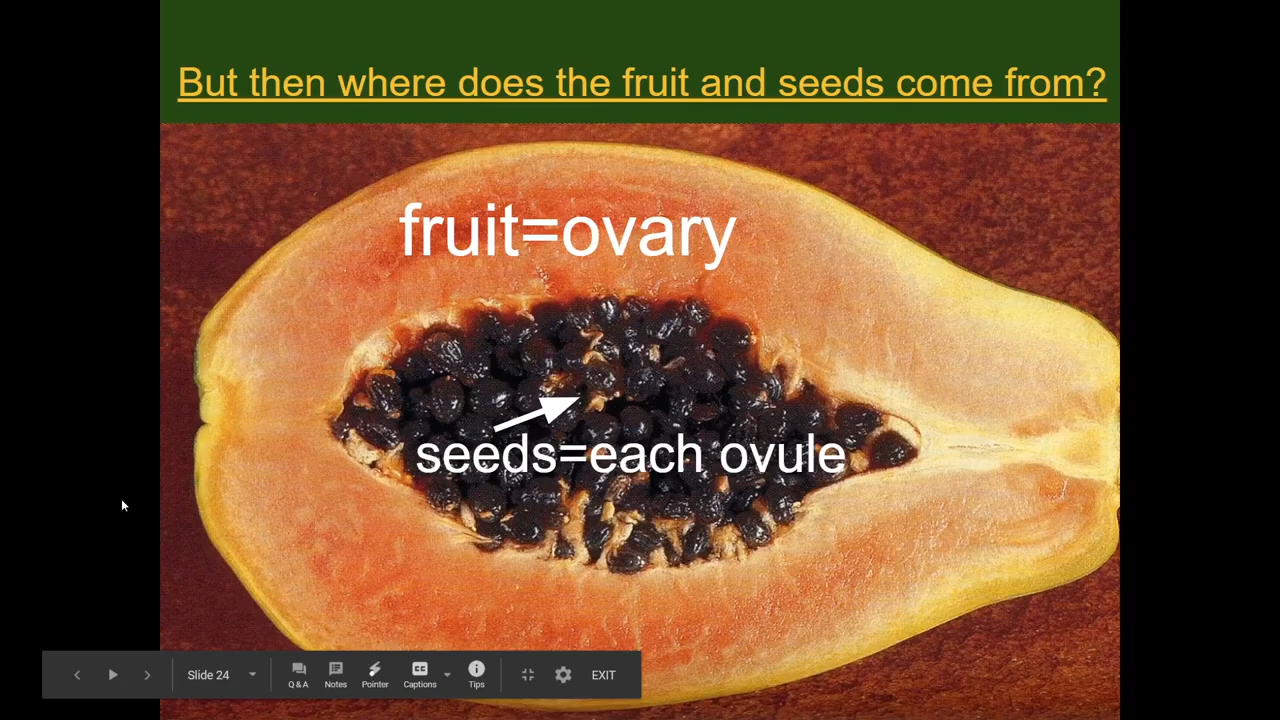 But then where does the fruit and seeds come from?
fruit=ovary
seeds=each ovule
Slide 24
Q & A
Notes
Pointer
CC
Captions
Tips
EXIT